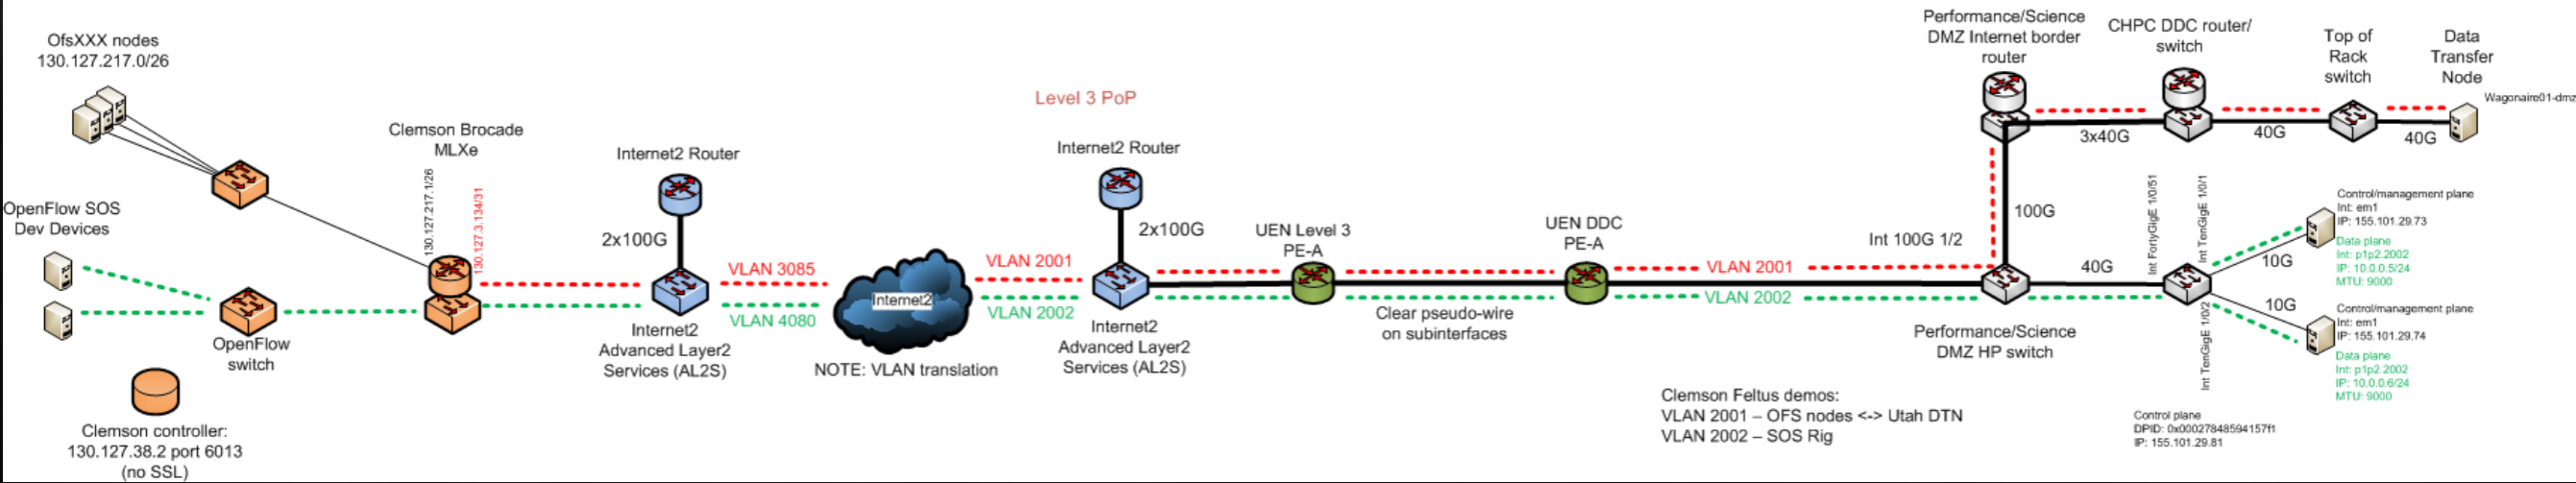 OfsXXX nodes
130.127.217.0/26
OpenFlow SOS
Dev Devices
OpenFlow
switch
Clemson controller:
130.127.38.2 port 6013
(no SSL)
Clemson Brocade
MLXe
130.127.217.1/26
130.127.3.134/31
Internet2 Router
2x100G
Internet2
Advanced Layer2
Services (AL2S)
VLAN 3085
VLAN 4080
Internet2
NOTE: VLAN translation
VLAN 2001
VLAN 2002
Level 3 PoP
Internet2 Router
2x100G
Internet2
Advanced Layer2
Services (AL2S)
UEN Level 3
PE-A
Clear pseudo-wire
on subinterfaces
UEN DDC
PE-A
VLAN 2001
VLAN 2002
Int 100G 1/2
Performance/Science
DMZ Internet border
router
100G
Performance/Science
DMZ HP switch
CHPC DDC router/
switch
3x40G
40G
Top of
Rack
switch
40G
Data
Transfer
Node
Wagonaire01-dmz
40G
Int FortyGigE 1/0/51
Int TenGigE 1/0/1
Int TenGigE 1/0/2
10G
10G
Control/management plane
Int: em1
IP: 155.101.29.73
Data plane
Int: p1p2.2002
IP: 10.0.0.5/24
MTU: 9000
Control/management plane
Int: em1
IP: 155.101.29.74
Data plane
Int: p1p2.2002
IP: 10.0.0.6/24
MTU: 9000
Control plane
DPID: 0x00027848594157f1
IP: 155.101.29.81
Clemson Feltus demos:
VLAN 2001 – OFS nodes <-> Utah DTN
VLAN 2002 – SOS Rig